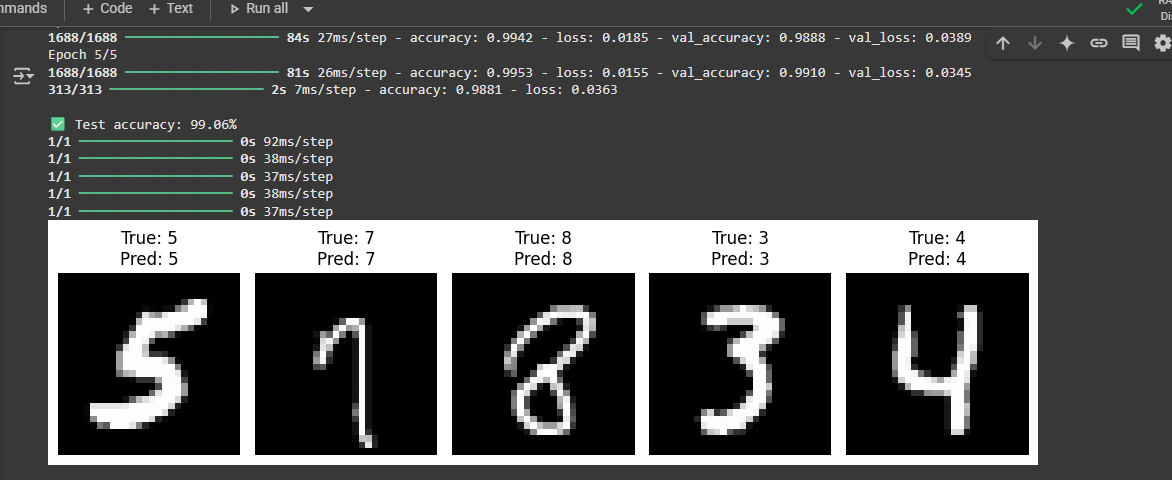 mmands + Code + Text Run all
1688/1688 ━━━━━━━━━━━━━━━━━━━━ 84s 27ms/step - accuracy: 0.9942 - loss: 0.0185 - val_accuracy: 0.9888 - val_loss: 0.0389
Epoch 5/5
1688/1688 ━━━━━━━━━━━━━━━━━━━━ 81s 26ms/step - accuracy: 0.9953 - loss: 0.0155 - val_accuracy: 0.9910 - val_loss: 0.0345
313/313 ━━━━━━━━━━━━━━━━━━━━ 2s 7ms/step - accuracy: 0.9881 - loss: 0.0363
✅ Test accuracy: 99.06%
1/1 ━━━━━━━━━━━━━━━━━━━━ 0s 92ms/step
1/1 ━━━━━━━━━━━━━━━━━━━━ 0s 38ms/step
1/1 ━━━━━━━━━━━━━━━━━━━━ 0s 37ms/step
1/1 ━━━━━━━━━━━━━━━━━━━━ 0s 38ms/step
1/1 ━━━━━━━━━━━━━━━━━━━━ 0s 37ms/step
True: 5 True: 7 True: 8 True: 3 True: 4
Pred: 5 Pred: 7 Pred: 8 Pred: 3 Pred: 4
5 7 8 3 4